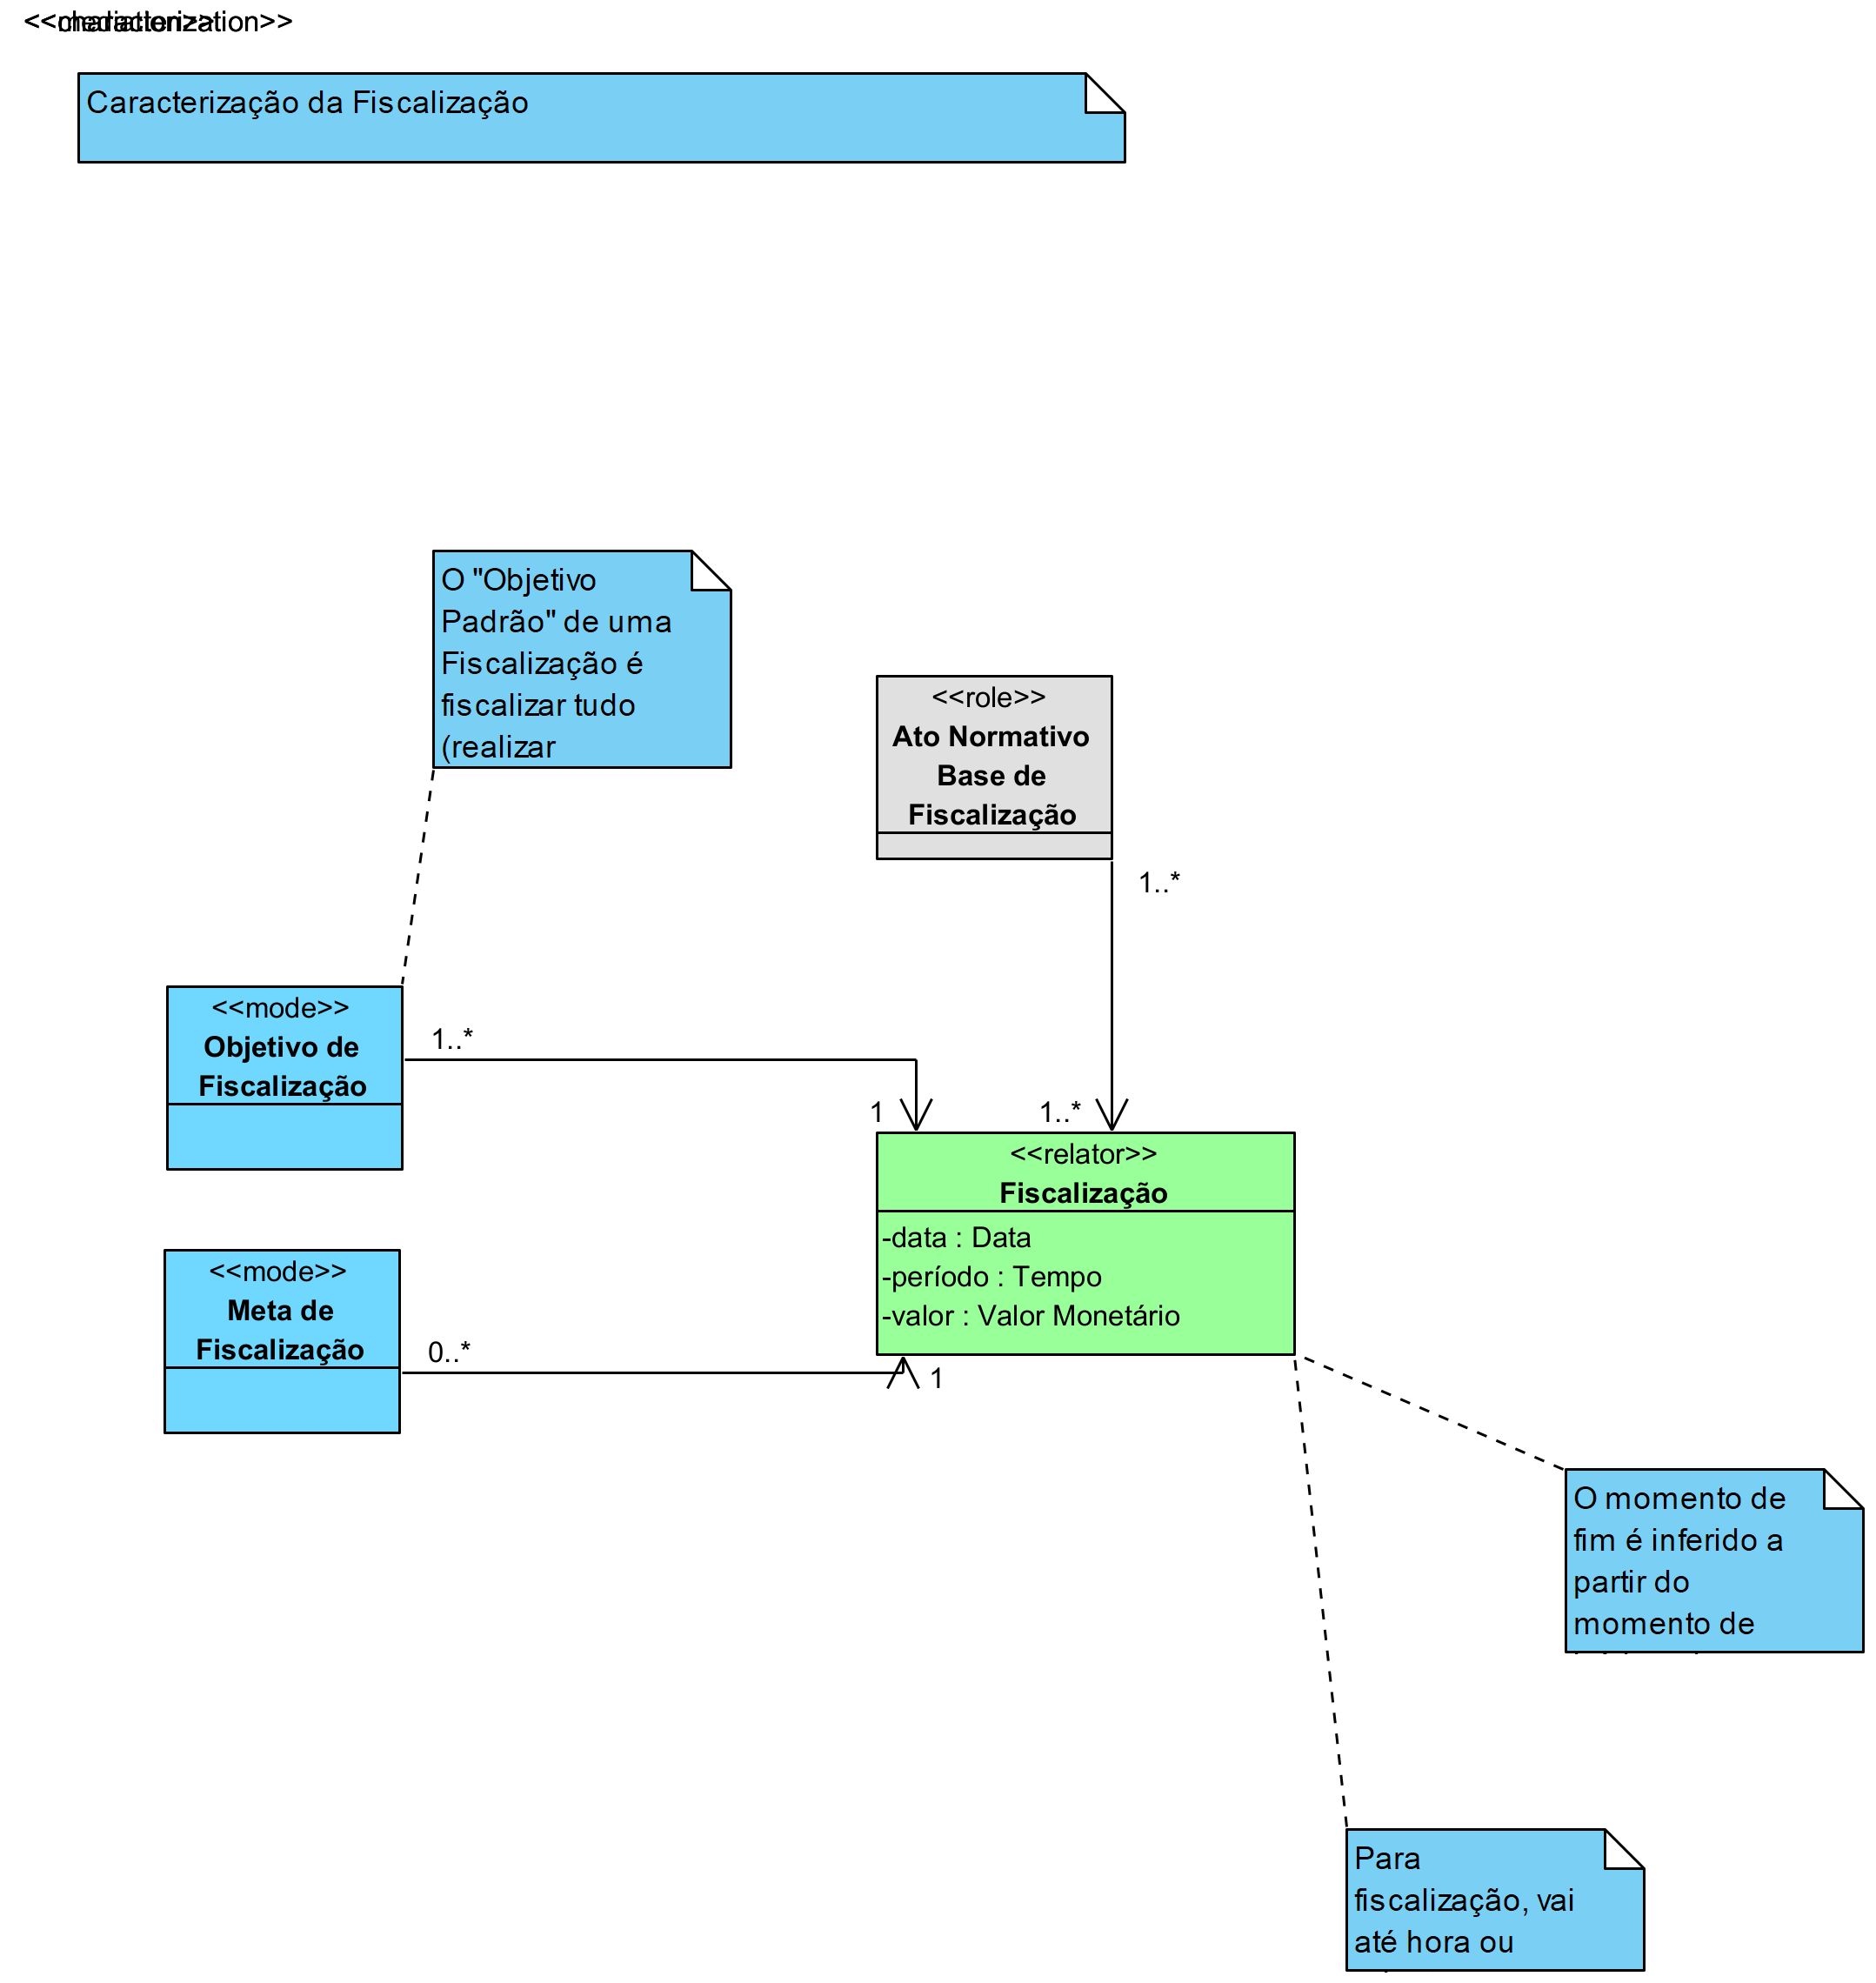 <<mediation>>
<<characterization>>
Caracterização da Fiscalização
O "Objetivo
Padrão" de uma
Fiscalização é
fiscalizar tudo
(realizar
<<role>>
Ato Normativo
Base de
Fiscalização
1..*
<<mode>>
Objetivo de
Fiscalização
1..*
1
1..*
<<relator>>
Fiscalização
-data : Data
-período : Tempo
-valor : Valor Monetário
<<mode>>
Meta de
Fiscalização
0..*
1
O momento de
fim é inferido a
partir do
momento de
Para
fiscalização, vai
até hora ou